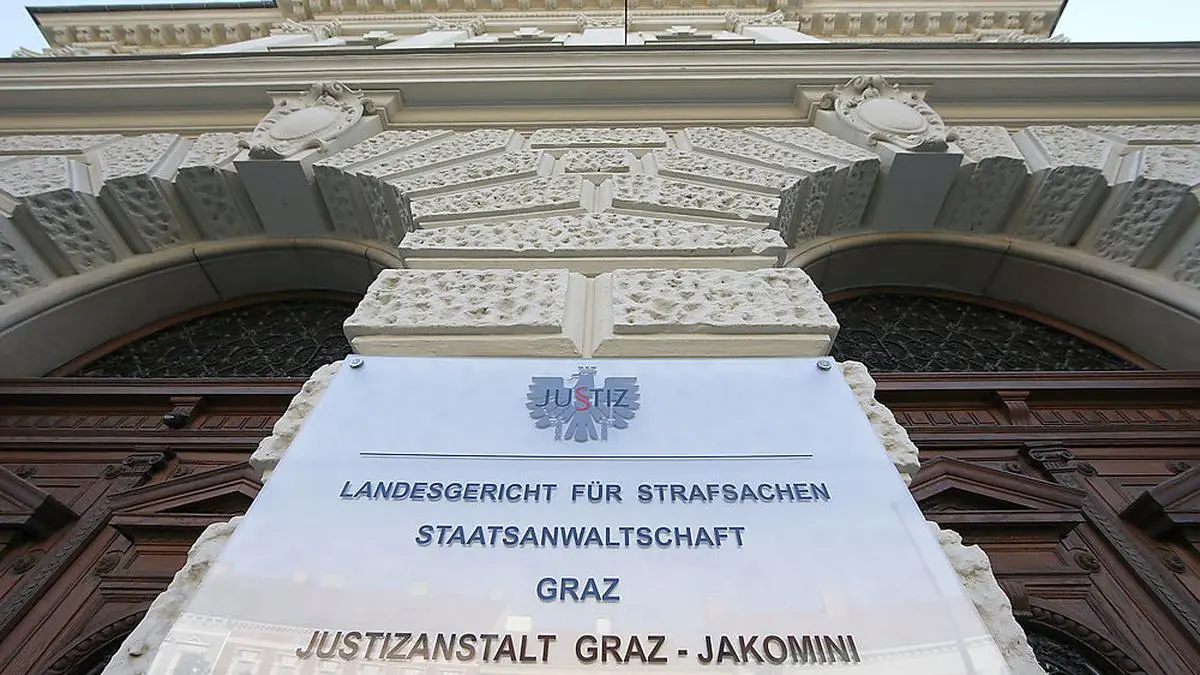 JUSTIZ
LANDESGERICHT FÜR STRAFSACHEN
STAATSANWALTSCHAFT
GRAZ
JUSTIZANSTALT GRAZ - JAKOMINI